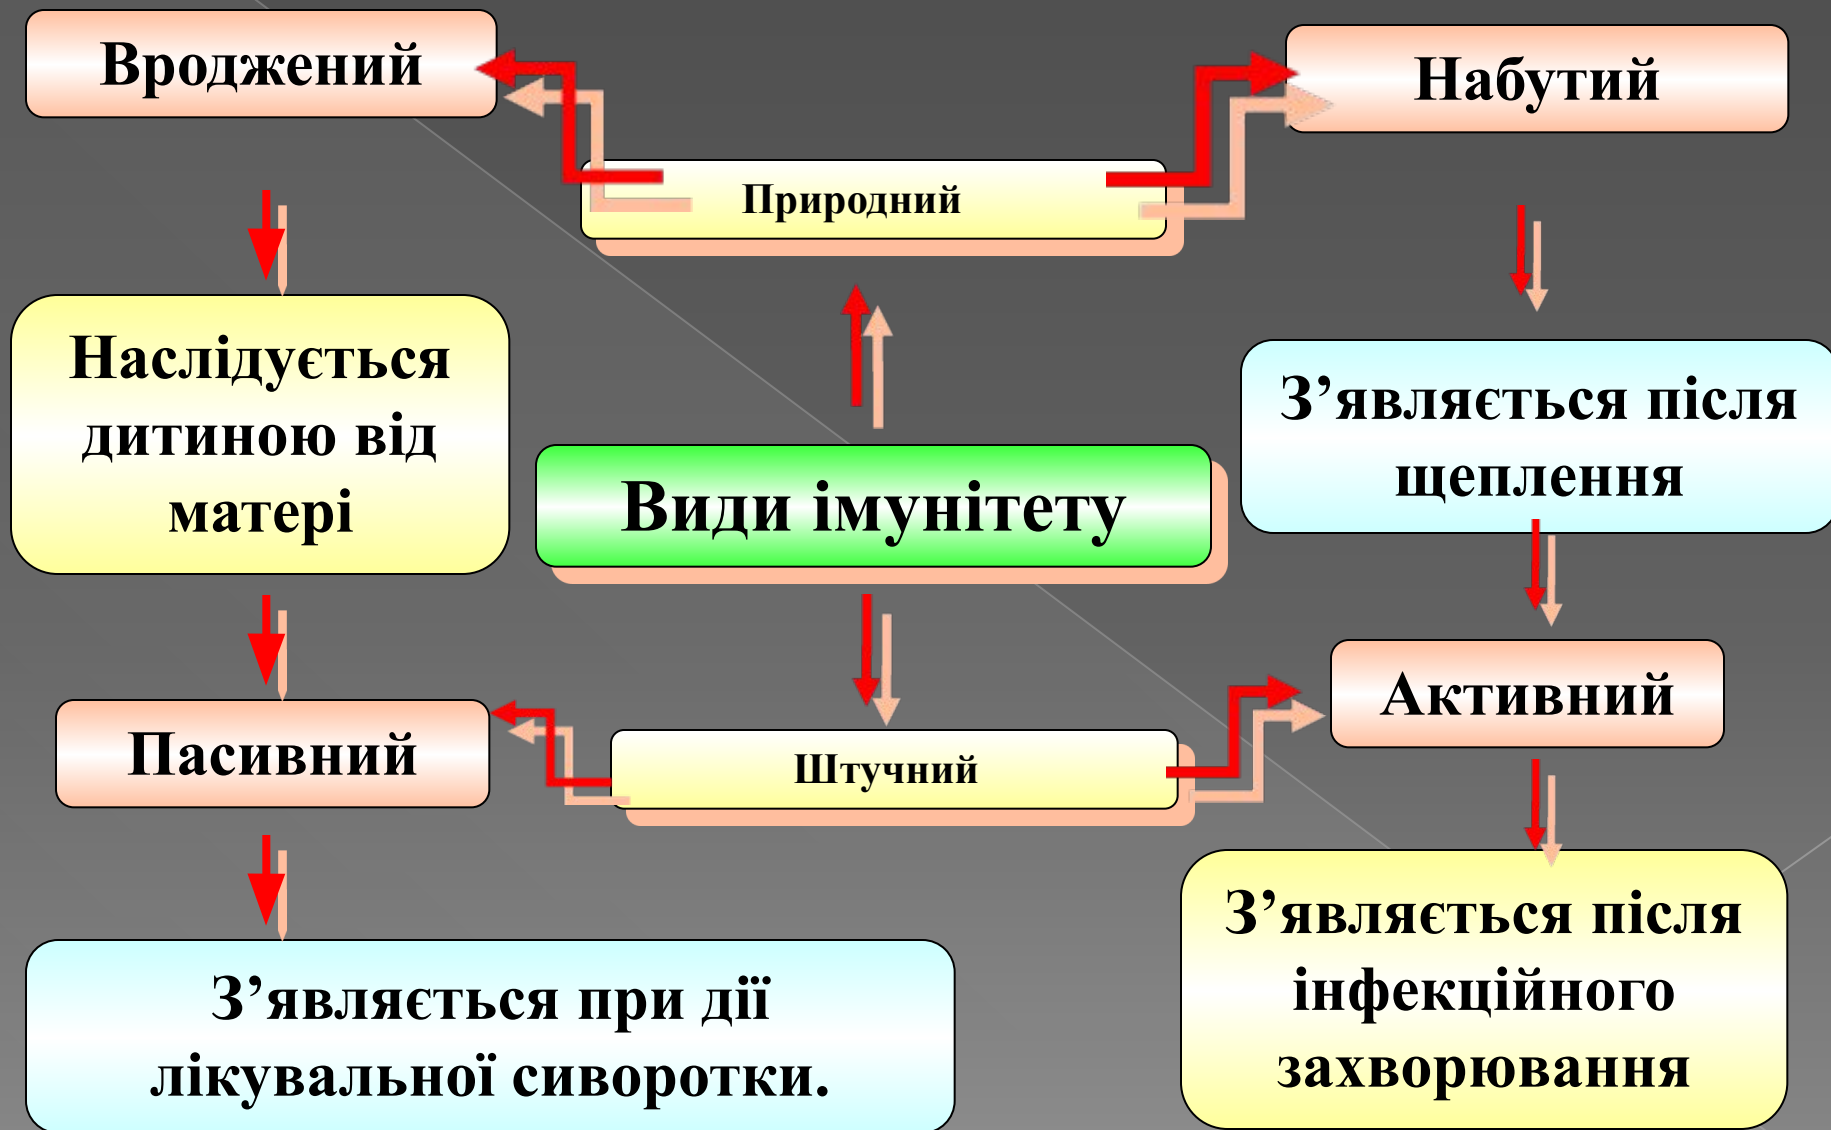 Вроджений
Набутий
Природний
Наслідується
дитиною від
матері
З’являється після
щеплення
Види імунітету
Активний
Пасивний
Штучний
З’являється після
інфекційного
захворювання
З’являється при дії
лікувальної сиворотки.